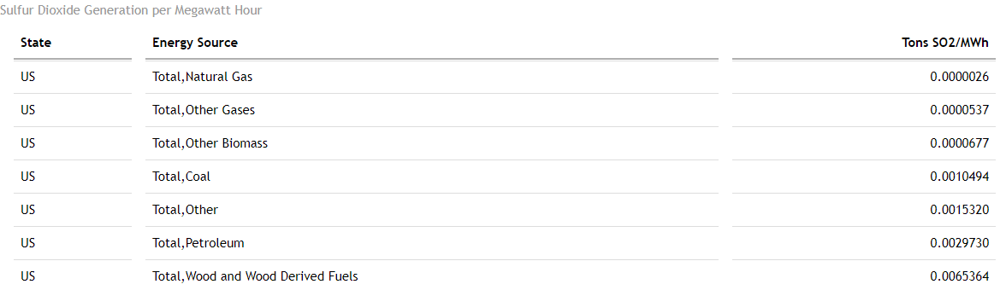 Sulfur Dioxide Generation per Megawatt Hour
State Energy Source Tons SO2/MWh
US Total,Natural Gas 0.0000026
US Total,Other Gases 0.0000537
US Total,Other Biomass 0.0000677
US Total,Coal 0.0010494
US Total,Other 0.0015320
US Total,Petroleum 0.0029730
US Total,Wood and Wood Derived Fuels 0.0065364